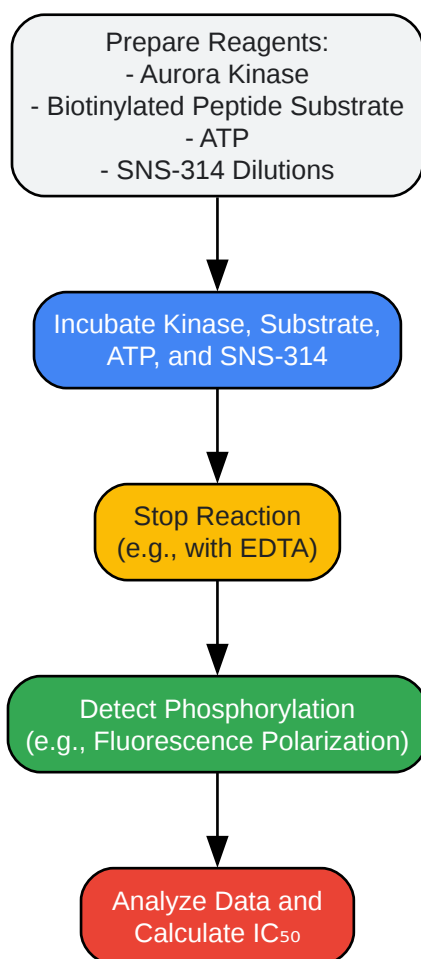 Prepare Reagents:
- Aurora Kinase
- Biotinylated Peptide Substrate
- ATP
- SNS-314 Dilutions
Incubate Kinase, Substrate,
ATP, and SNS-314
Stop Reaction
(e.g., with EDTA)
Detect Phosphorylation
(e.g., Fluorescence Polarization)
Analyze Data and
Calculate IC₅₀